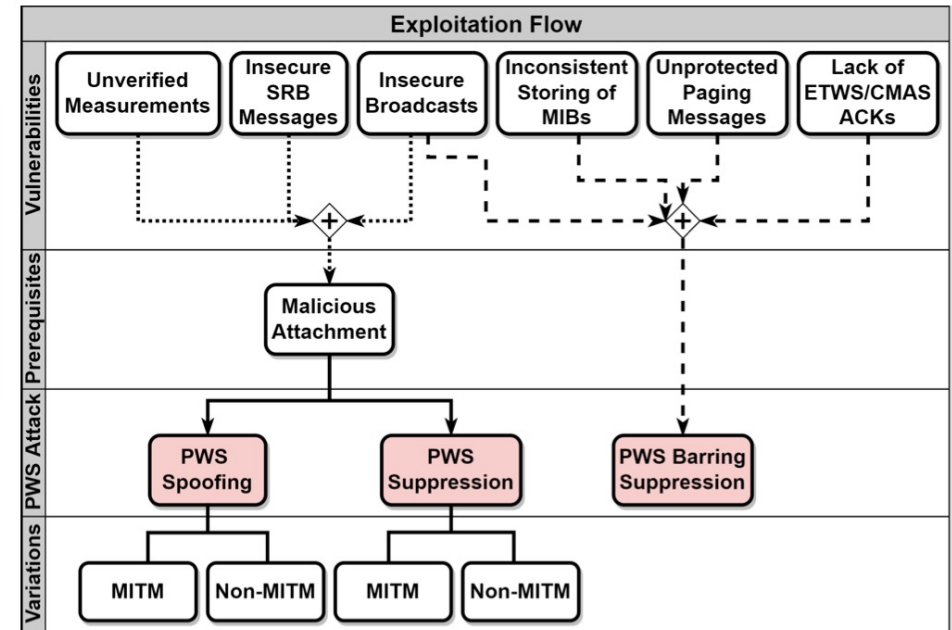 Exploitation Flow
Vulnerabilities
Unverified
Measurements
Insecure
SRB
Messages
Insecure
Broadcasts
Inconsistent
Storing of
MIBs
Unprotected
Paging
Messages
Lack of
ETWS/CMAS
ACKs
+
+
Prerequisites
Malicious
Attachment
PWS Attack
PWS
Spoofing
PWS
Suppression
PWS Barring
Suppression
Variations
MITM
Non-MITM
MITM
Non-MITM